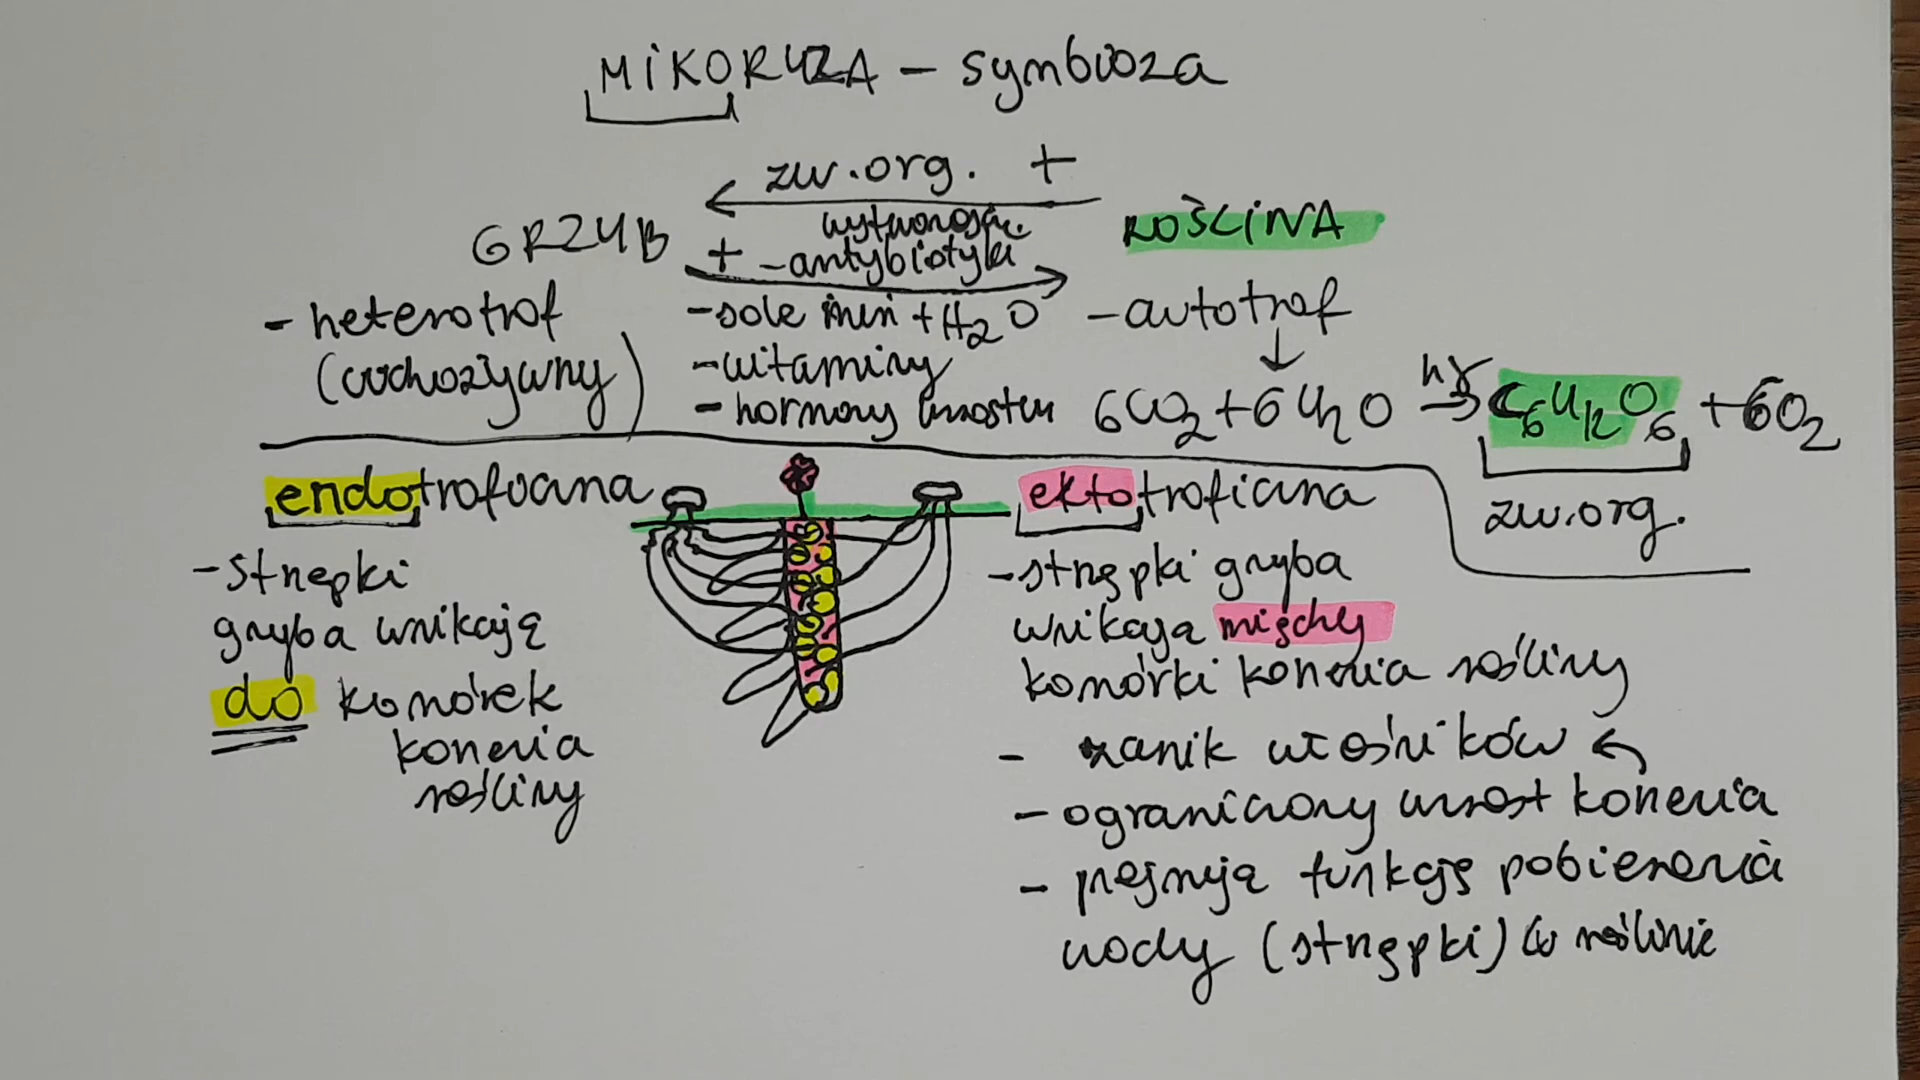 MiKORYZA – symbioza
zw.org. +
GRZYB
+
wytwarzają
- antybiotyki
ROŚLINA
- heterotrof
(cudzożywny)
- sole min + H2O
- witaminy
- hormony wzrostu
- autotrof
↓
6CO2 + 6H2O hγ→ C6H12O6 + 6O2
zw.org.
endotroficzna
- strzępki
grzyba wnikają
do komórek
korzenia
rośliny
ektotroficzna
- strzępki grzyba
wnikają między
komórki korzenia rośliny
- zanik włośników
- ograniczony wzrost korzenia
- przejmują funkcję pobierania
wody (strzępki) w roślinie